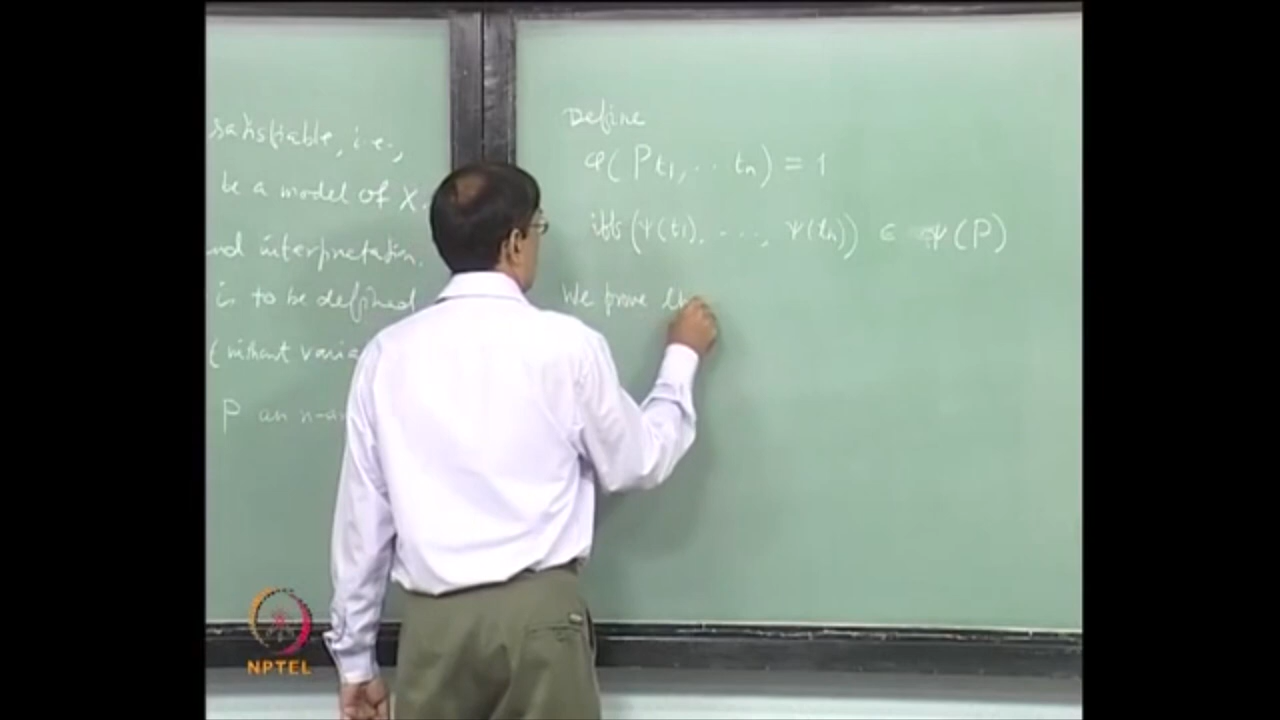 satisfiable, i.e.,
be a model of X.
nd interpretation.
is to be defined
(without varia
P an n-a
Define
φ(Pt1, ·· tn) = 1
iff (ψ(t1), ····, ψ(tn)) ∈ ψ(P)
We prove
NPTEL